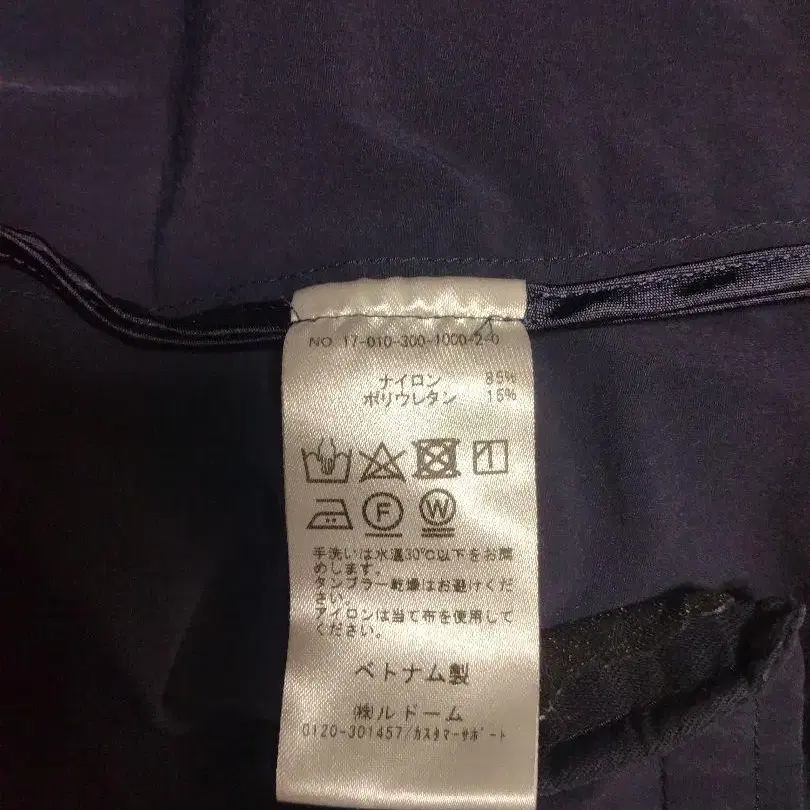 NO 17-010-300-1000-2-0
ナイロン 85%
ポリウレタン 15%
F W
手洗いは水温30℃以下をお薦
めします。
タンブラー乾燥はお避けくだ
さい。
アイロンは当て布を使用して
ください。
ベトナム製
㈱ルドーム
0120-301457/カスタマーサポート